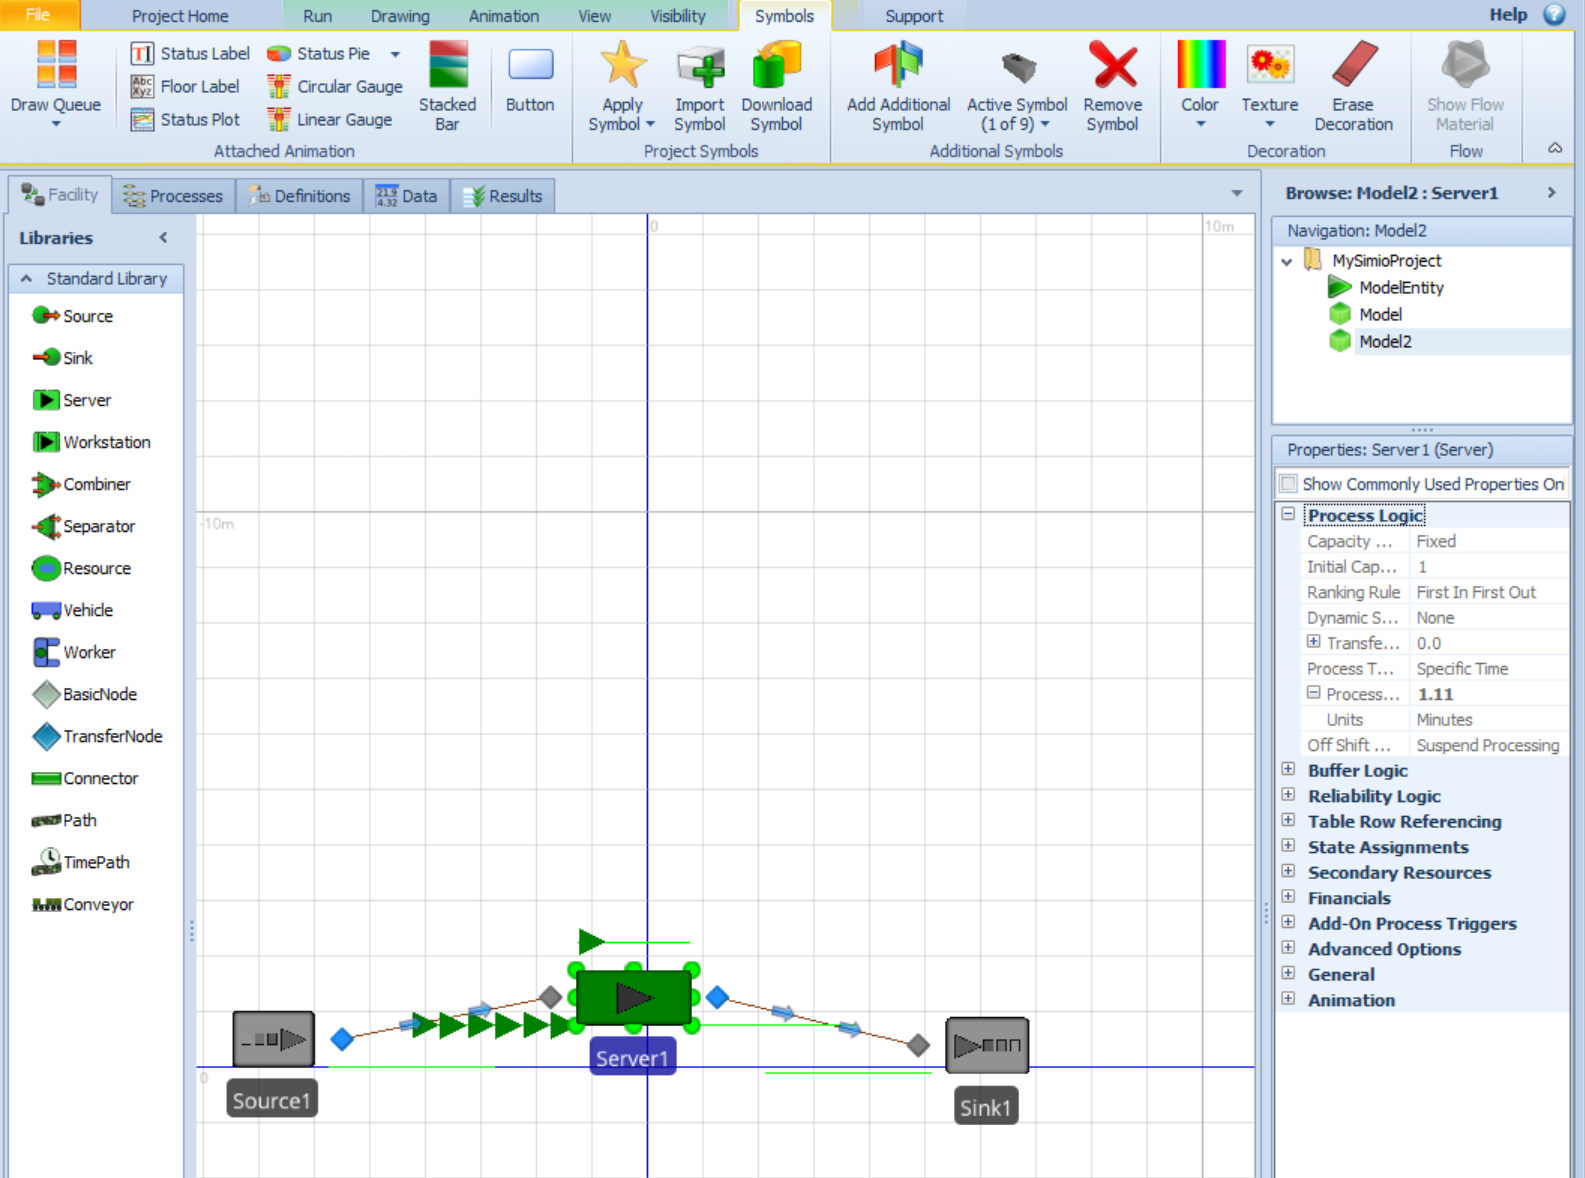 File Project Home Run Drawing Animation View Visibility Symbols Support Help
Draw Queue
Status Label
Abc
Xyz
Floor Label
Status Plot
Status Pie
Circular Gauge
Linear Gauge
Stacked
Bar
Button
Attached Animation
Apply
Symbol
Import
Symbol
Download
Symbol
Project Symbols
Add Additional
Symbol
Active Symbol
(1 of 9)
Remove
Symbol
Additional Symbols
Color
Texture
Erase
Decoration
Decoration
Show Flow
Material
Flow
Facility Processes Definitions Data Results
Libraries
Standard Library
Source
Sink
Server
Workstation
Combiner
Separator
Resource
Vehicle
Worker
BasicNode
TransferNode
Connector
Path
TimePath
Conveyor
0
10m
-10m
0
Source1
Server1
Sink1
Browse: Model2 : Server1
Navigation: Model2
MySimioProject
ModelEntity
Model
Model2
Properties: Server1 (Server)
Show Commonly Used Properties On
Process Logic
Capacity ... Fixed
Initial Cap... 1
Ranking Rule First In First Out
Dynamic S... None
Transfe... 0.0
Process T... Specific Time
Process... 1.11
Units Minutes
Off Shift ... Suspend Processing
Buffer Logic
Reliability Logic
Table Row Referencing
State Assignments
Secondary Resources
Financials
Add-On Process Triggers
Advanced Options
General
Animation